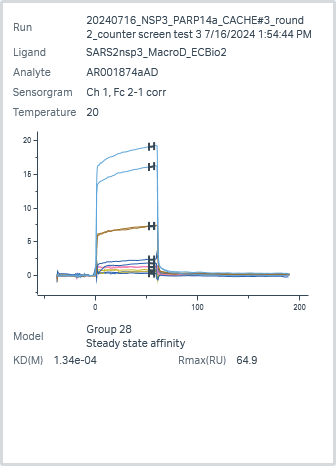 Run 20240716_NSP3_PARP14a_CACHE#3_round
2_counter screen test 3 7/16/2024 1:54:44 PM
Ligand SARS2nsp3_MacroD_ECBio2
Analyte AR001874aAD
Sensorgram Ch 1, Fc 2-1 corr
Temperature 20
20
15
10
5
0
0 100 200
Model Group 28
Steady state affinity
KD(M) 1.34e-04 Rmax(RU) 64.9